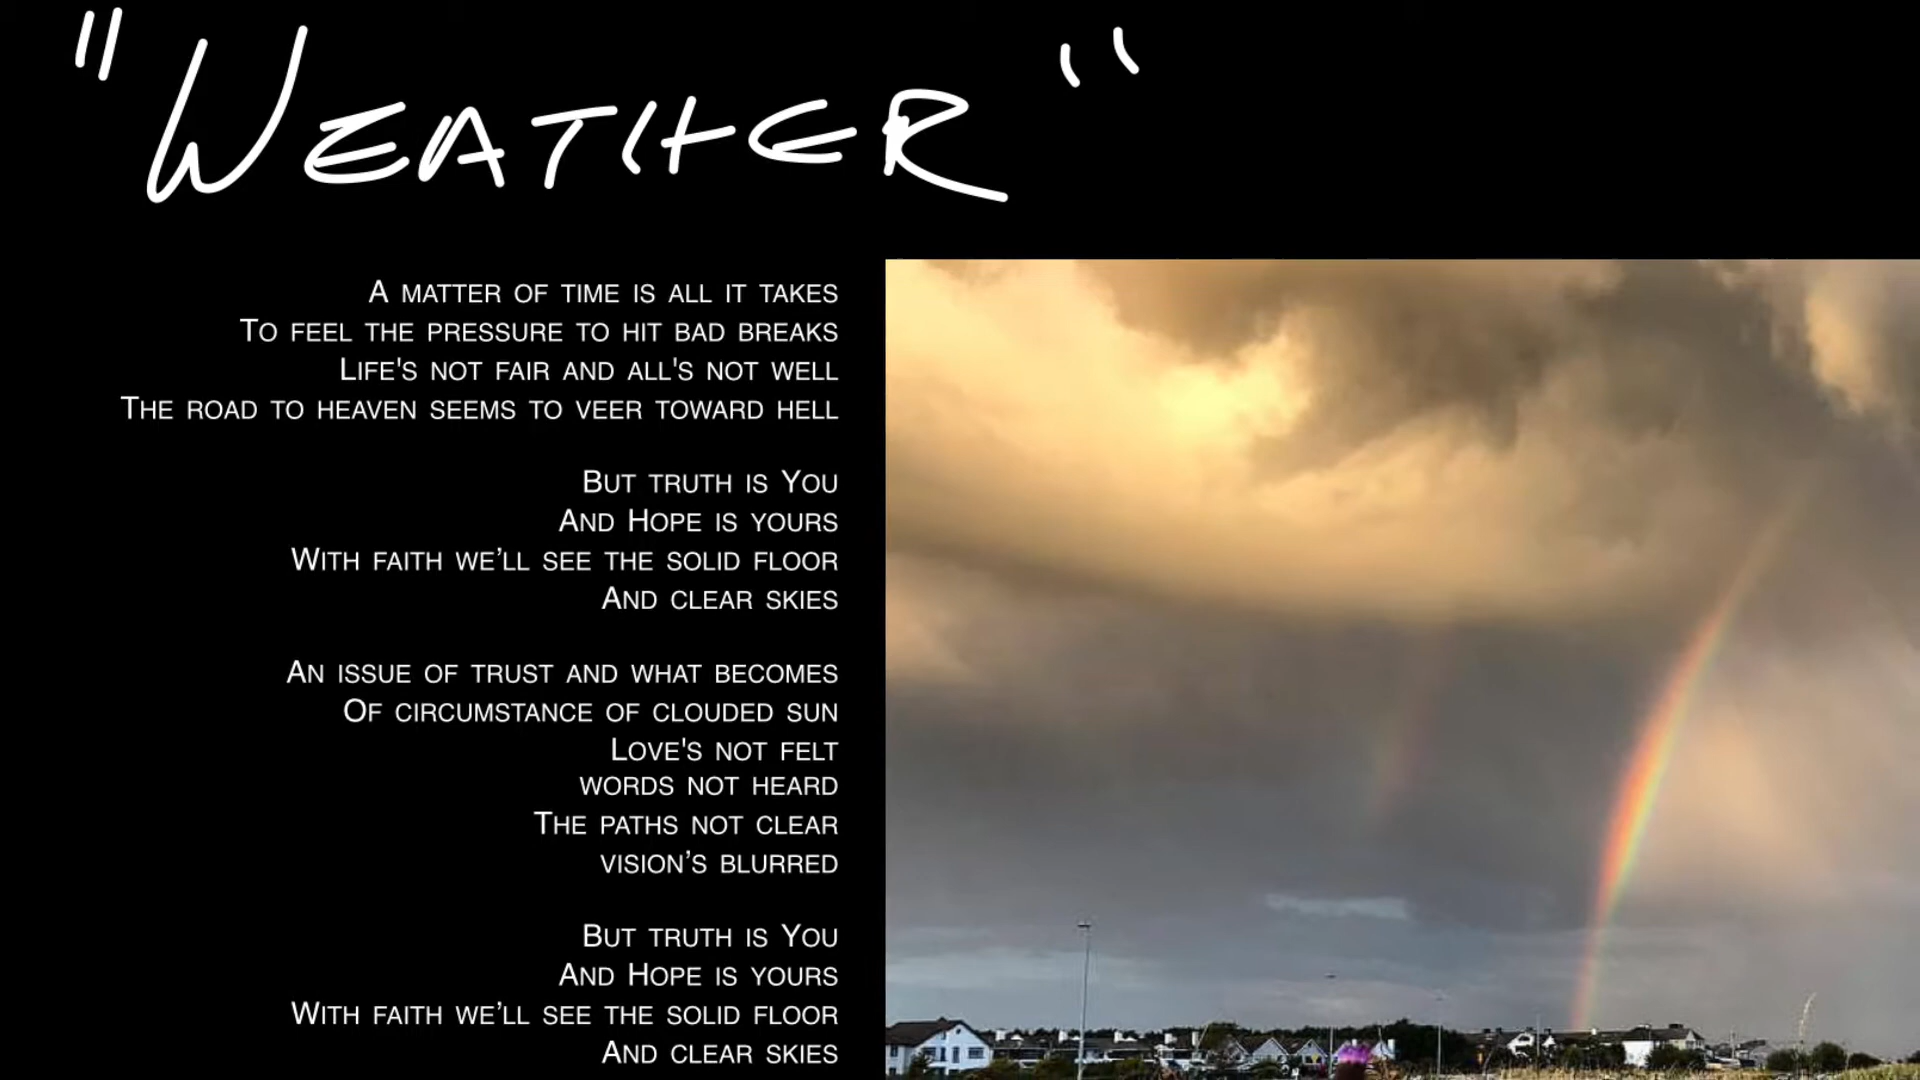 "WEATHER"
A MATTER OF TIME IS ALL IT TAKES
TO FEEL THE PRESSURE TO HIT BAD BREAKS
LIFE'S NOT FAIR AND ALL'S NOT WELL
THE ROAD TO HEAVEN SEEMS TO VEER TOWARD HELL
BUT TRUTH IS YOU
AND HOPE IS YOURS
WITH FAITH WE’LL SEE THE SOLID FLOOR
AND CLEAR SKIES
AN ISSUE OF TRUST AND WHAT BECOMES
OF CIRCUMSTANCE OF CLOUDED SUN
LOVE'S NOT FELT
WORDS NOT HEARD
THE PATHS NOT CLEAR
VISION’S BLURRED
BUT TRUTH IS YOU
AND HOPE IS YOURS
WITH FAITH WE’LL SEE THE SOLID FLOOR
AND CLEAR SKIES